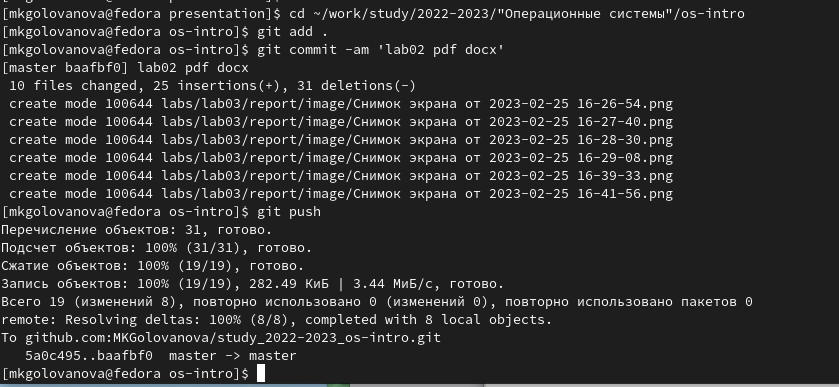 [mkgolovanova@fedora presentation]$ cd ~/work/study/2022-2023/"Операционные системы"/os-intro
[mkgolovanova@fedora os-intro]$ git add .
[mkgolovanova@fedora os-intro]$ git commit -am 'lab02 pdf docx'
[master baafbf0] lab02 pdf docx
 10 files changed, 25 insertions(+), 31 deletions(-)
 create mode 100644 labs/lab03/report/image/Снимок экрана от 2023-02-25 16-26-54.png
 create mode 100644 labs/lab03/report/image/Снимок экрана от 2023-02-25 16-27-40.png
 create mode 100644 labs/lab03/report/image/Снимок экрана от 2023-02-25 16-28-30.png
 create mode 100644 labs/lab03/report/image/Снимок экрана от 2023-02-25 16-29-08.png
 create mode 100644 labs/lab03/report/image/Снимок экрана от 2023-02-25 16-39-33.png
 create mode 100644 labs/lab03/report/image/Снимок экрана от 2023-02-25 16-41-56.png
[mkgolovanova@fedora os-intro]$ git push
Перечисление объектов: 31, готово.
Подсчет объектов: 100% (31/31), готово.
Сжатие объектов: 100% (19/19), готово.
Запись объектов: 100% (19/19), 282.49 КиБ | 3.44 МиБ/с, готово.
Всего 19 (изменений 8), повторно использовано 0 (изменений 0), повторно использовано пакетов 0
remote: Resolving deltas: 100% (8/8), completed with 8 local objects.
To github.com:MKGolovanova/study_2022-2023_os-intro.git
   5a0c495..baafbf0  master -> master
[mkgolovanova@fedora os-intro]$